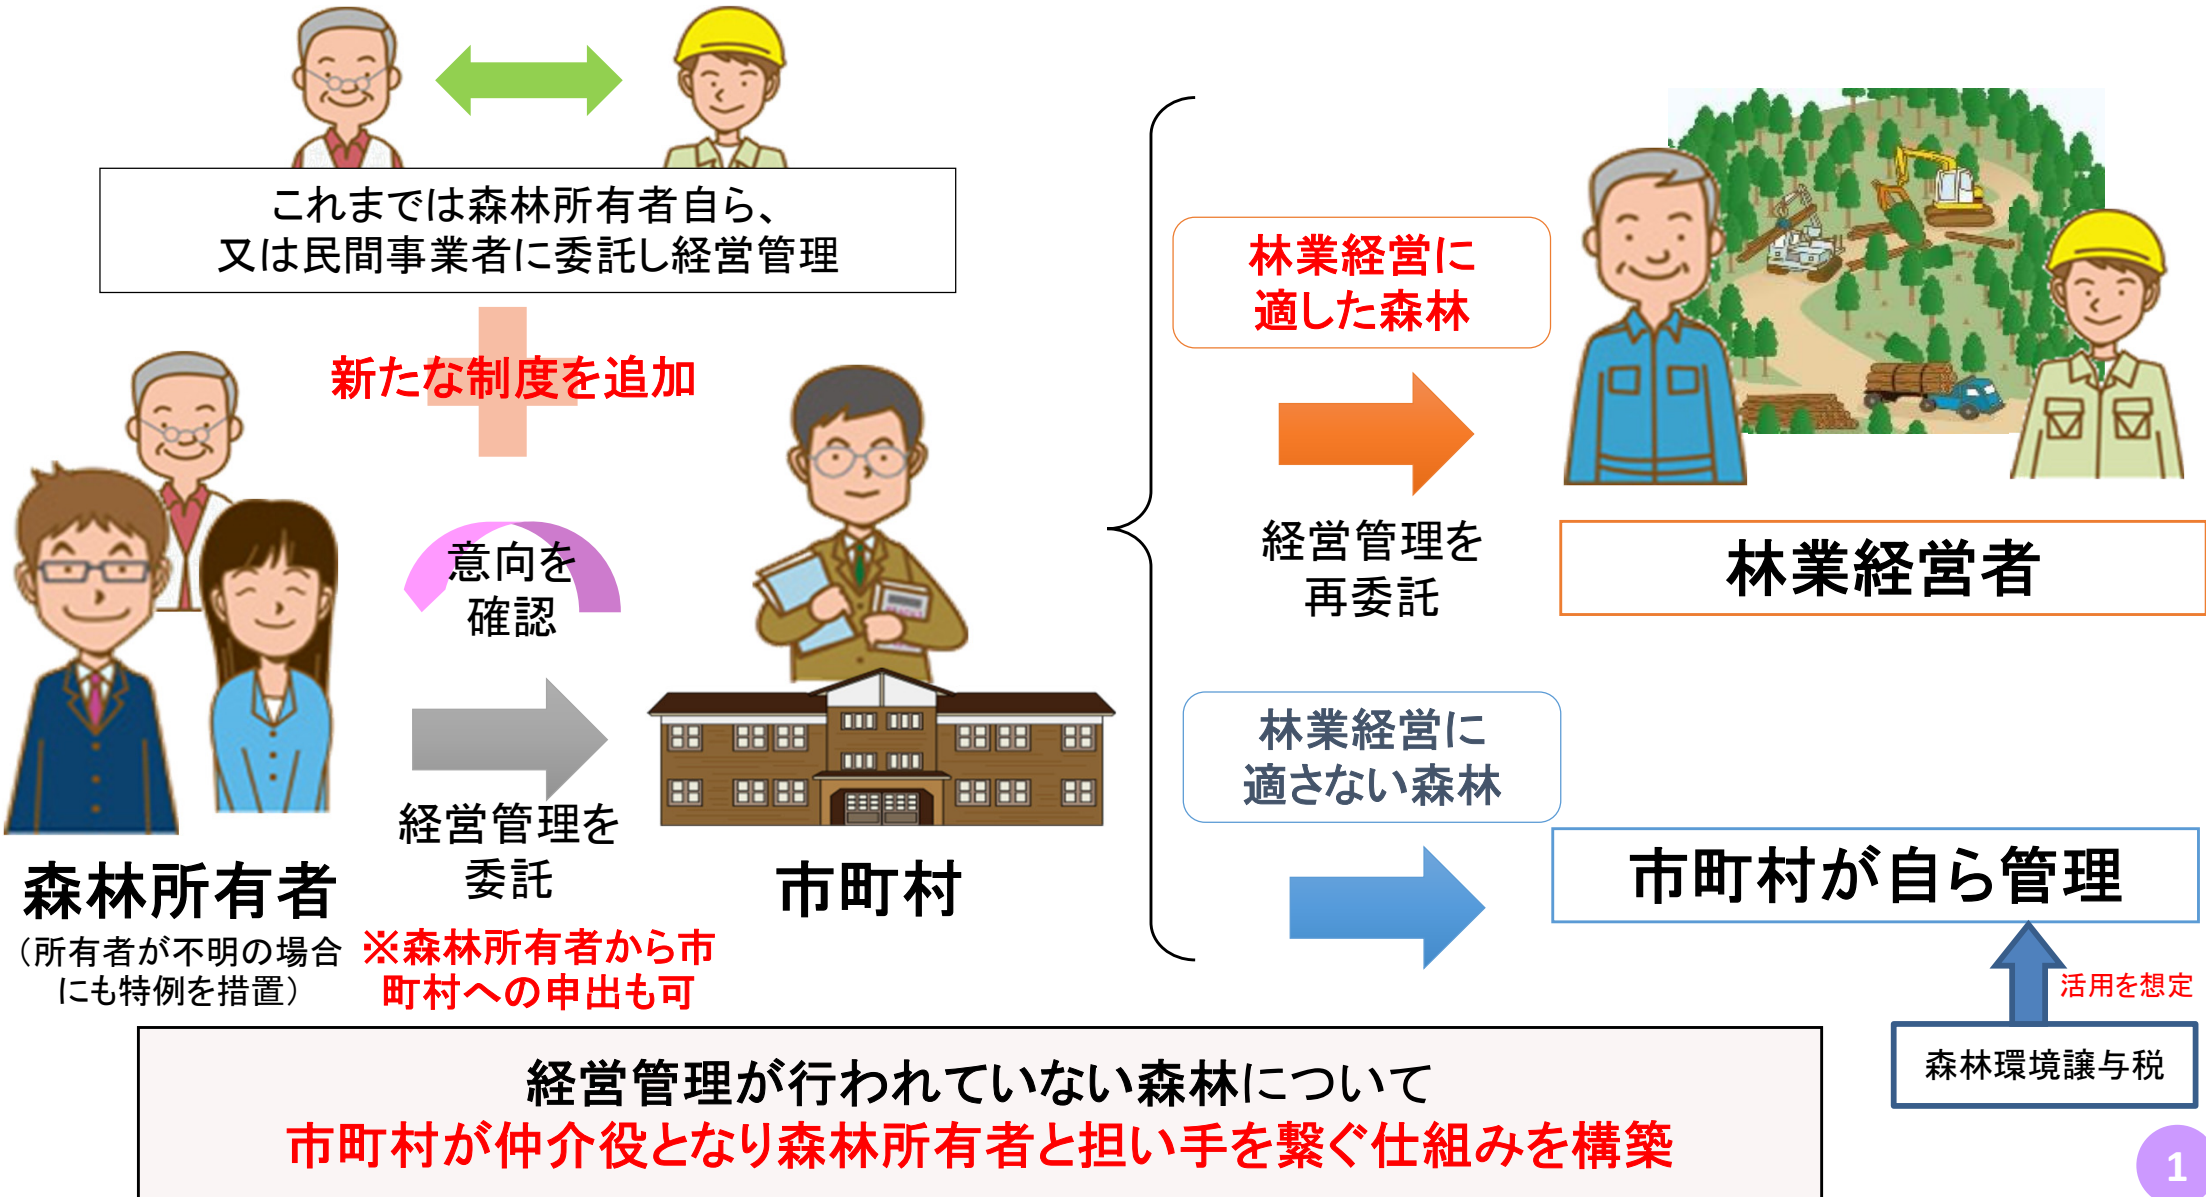 これまでは森林所有者自ら、
又は民間事業者に委託し経営管理
新たな制度を追加
意向を
確認
経営管理を
委託
※森林所有者から市
町村への申出も可
森林所有者
（所有者が不明の場合
にも特例を措置）
市町村
林業経営に
適した森林
経営管理を
再委託
林業経営者
林業経営に
適さない森林
市町村が自ら管理
活用を想定
森林環境譲与税
経営管理が行われていない森林について
市町村が仲介役となり森林所有者と担い手を繋ぐ仕組みを構築
1